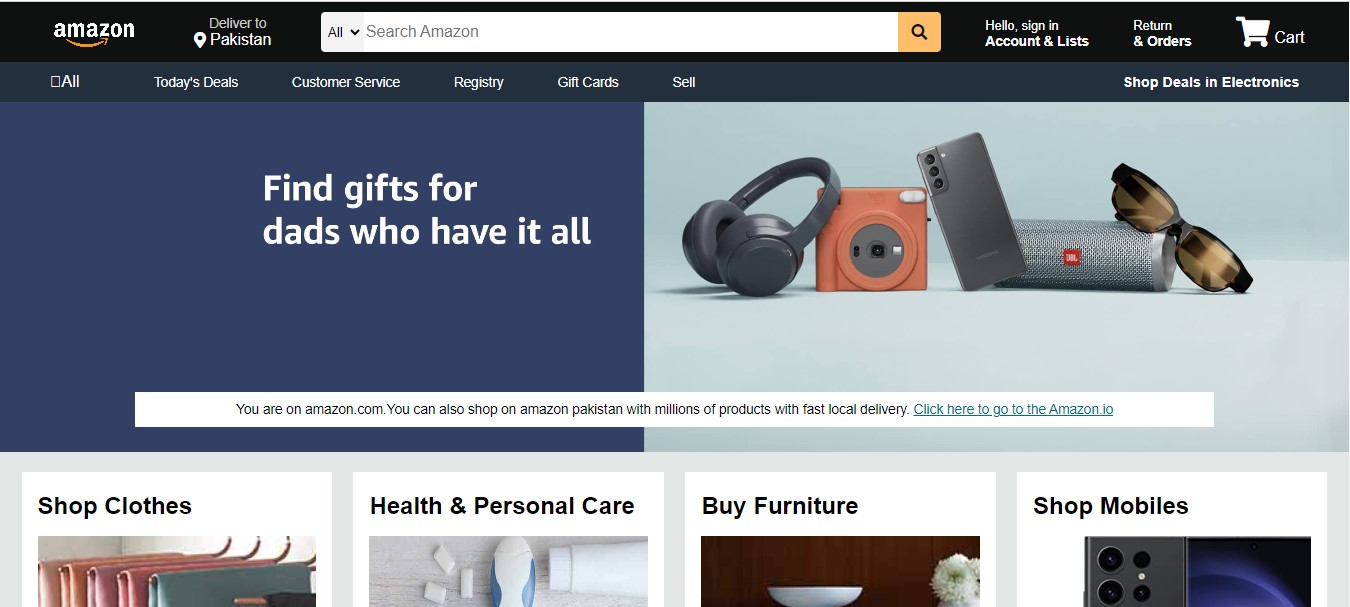 amazon
Deliver to
Pakistan
All
Search Amazon
Hello, sign in
Account & Lists
Return
& Orders
Cart
All
Today's Deals
Customer Service
Registry
Gift Cards
Sell
Shop Deals in Electronics
Find gifts for
dads who have it all
SAMSUNG
JBL
You are on amazon.com.You can also shop on amazon pakistan with millions of products with fast local delivery. Click here to go to the Amazon.io
Shop Clothes
Health & Personal Care
Buy Furniture
Shop Mobiles